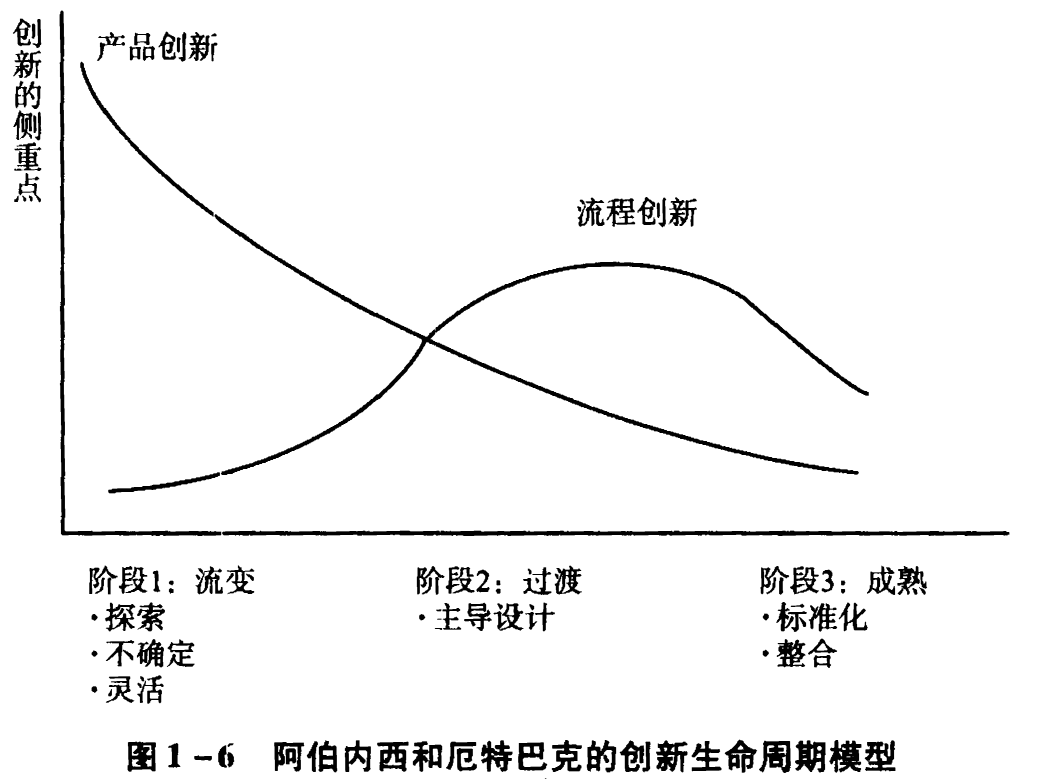 创新的侧重点
产品创新
流程创新
阶段1：流变
·探索
·不确定
·灵活
阶段2：过渡
·主导设计
阶段3：成熟
·标准化
·整合
图1-6 阿伯内西和厄特巴克的创新生命周期模型